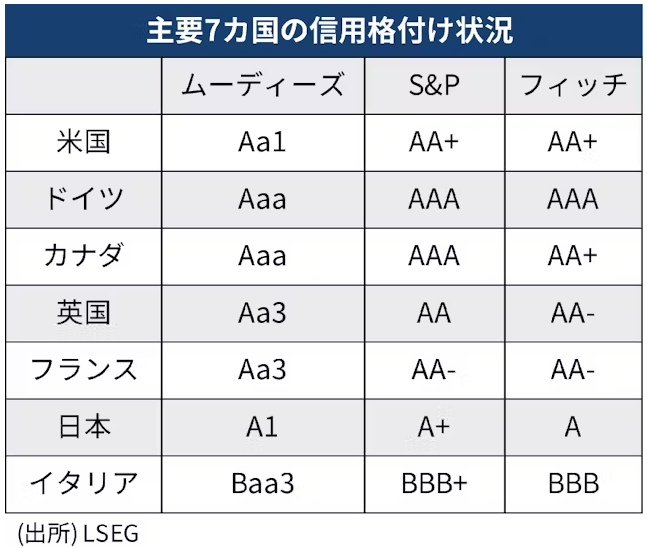 主要7カ国の信用格付け状況
ムーディーズ S&P フィッチ
米国 Aa1 AA+ AA+
ドイツ Aaa AAA AAA
カナダ Aaa AAA AA+
英国 Aa3 AA AA-
フランス Aa3 AA- AA-
日本 A1 A+ A
イタリア Baa3 BBB+ BBB
(出所) LSEG